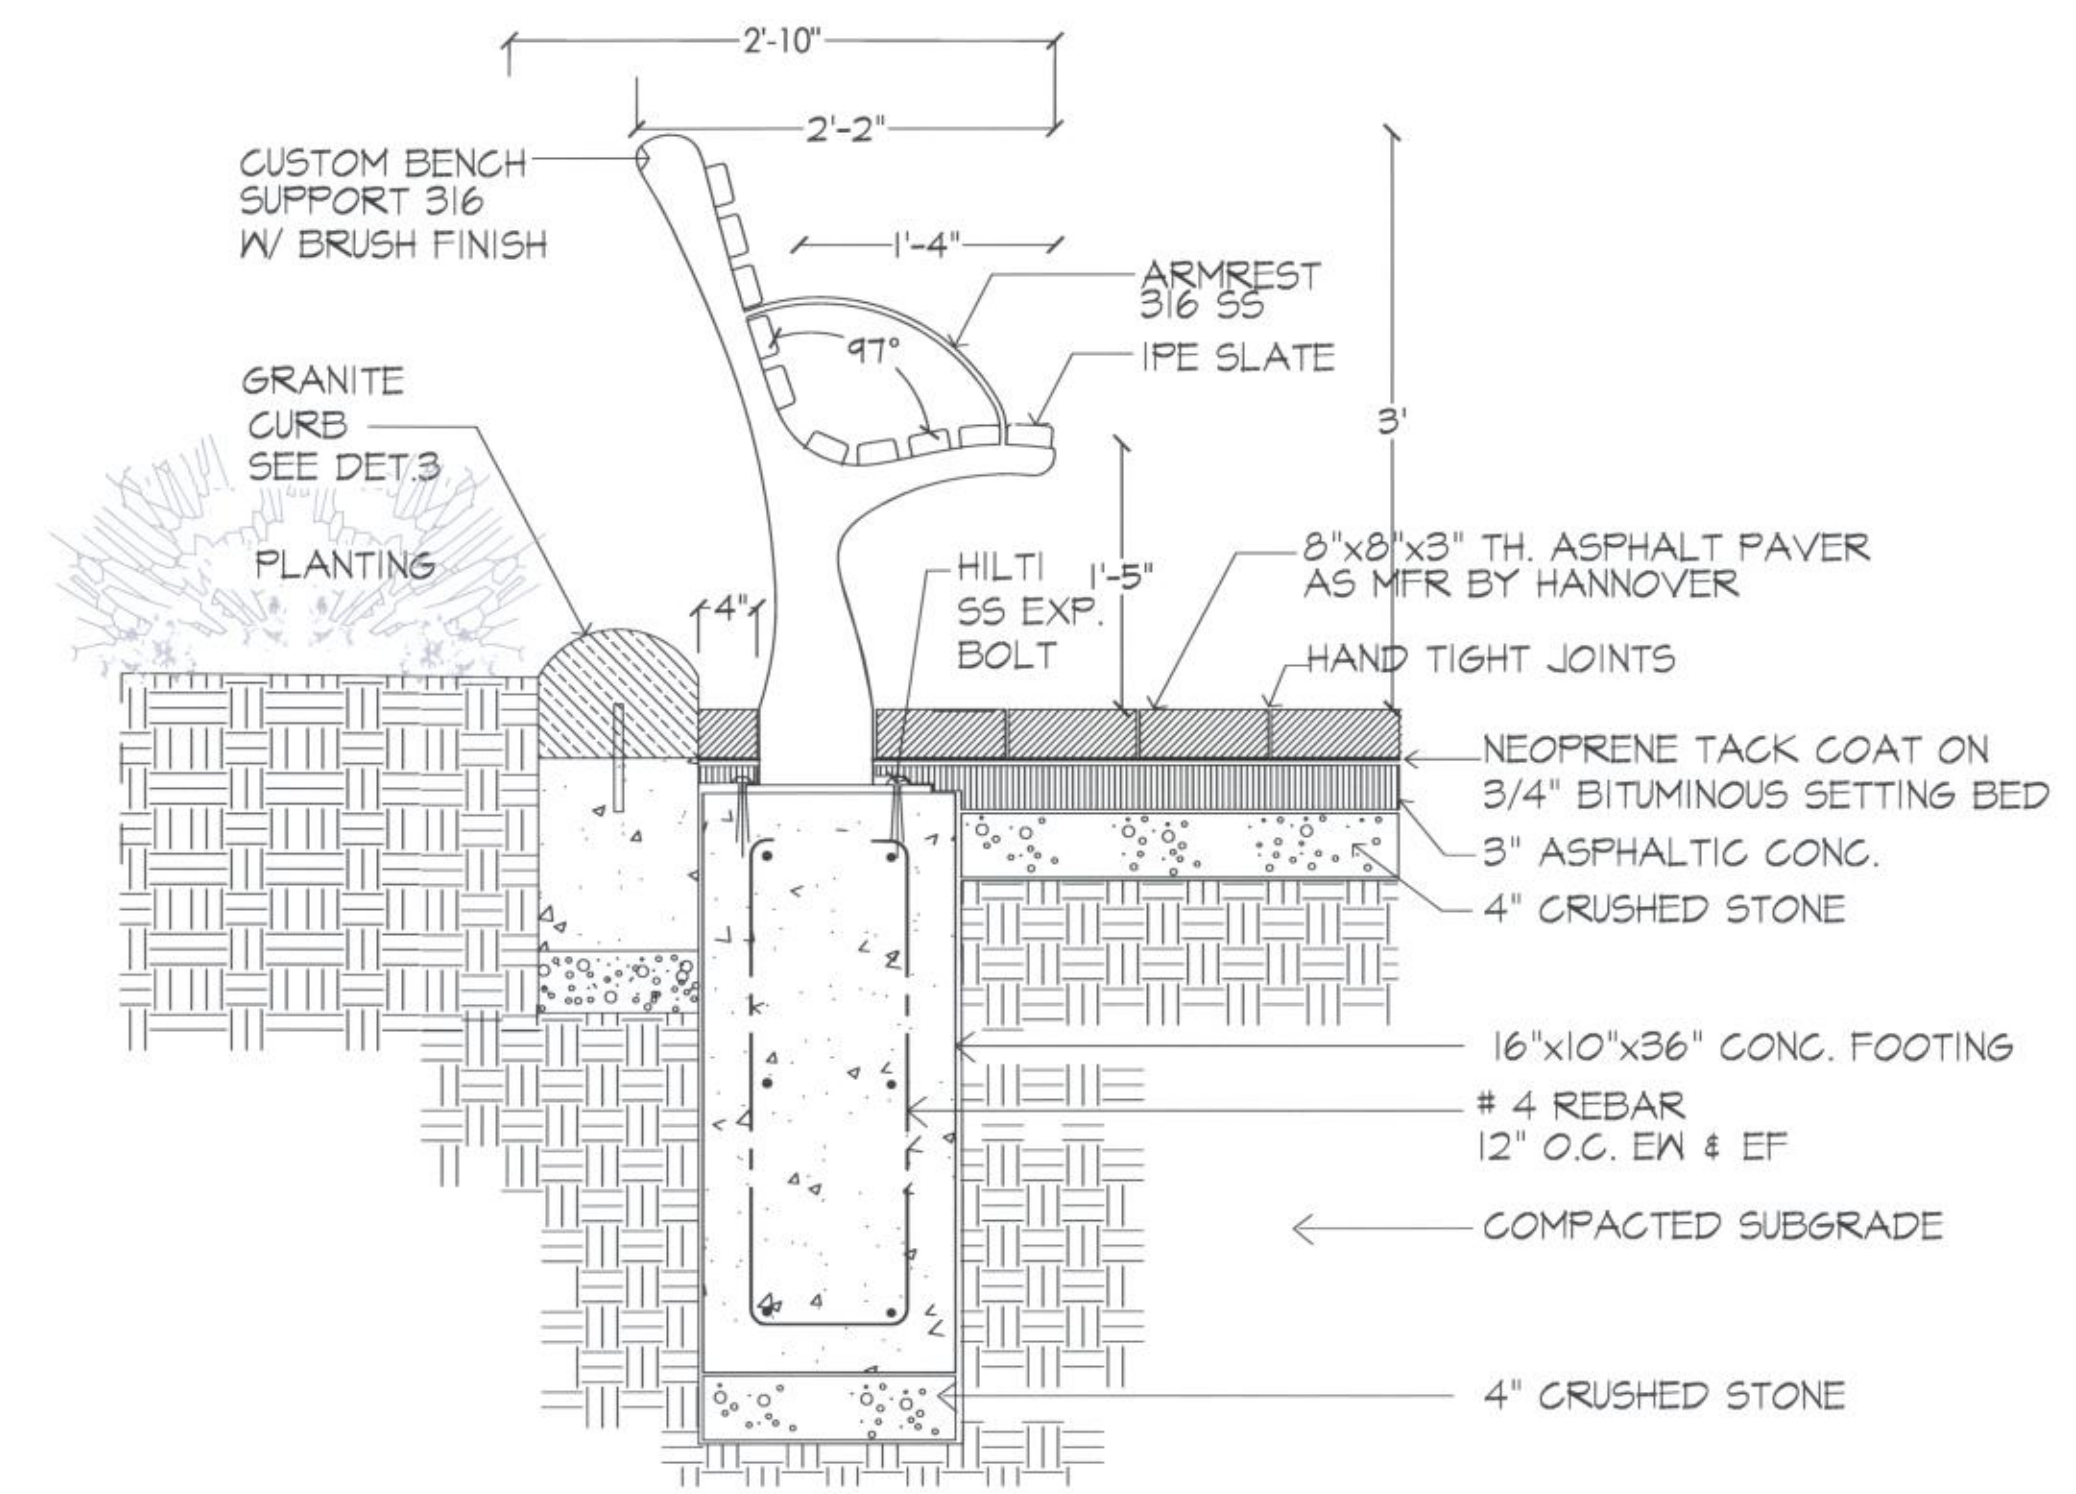 2'-10"
2'-2"
CUSTOM BENCH
SUPPORT 316
W/ BRUSH FINISH
1'-4"
ARMREST
316 SS
IPE SLATE
97°
3'
GRANITE
CURB
SEE DET.3
PLANTING
4"
HILTI
SS EXP.
BOLT
1'-5"
8"x8"x3" TH. ASPHALT PAVER
AS MFR BY HANNOVER
HAND TIGHT JOINTS
NEOPRENE TACK COAT ON
3/4" BITUMINOUS SETTING BED
3" ASPHALTIC CONC.
4" CRUSHED STONE
16"x10"x36" CONC. FOOTING
# 4 REBAR
12" O.C. EW & EF
COMPACTED SUBGRADE
4" CRUSHED STONE